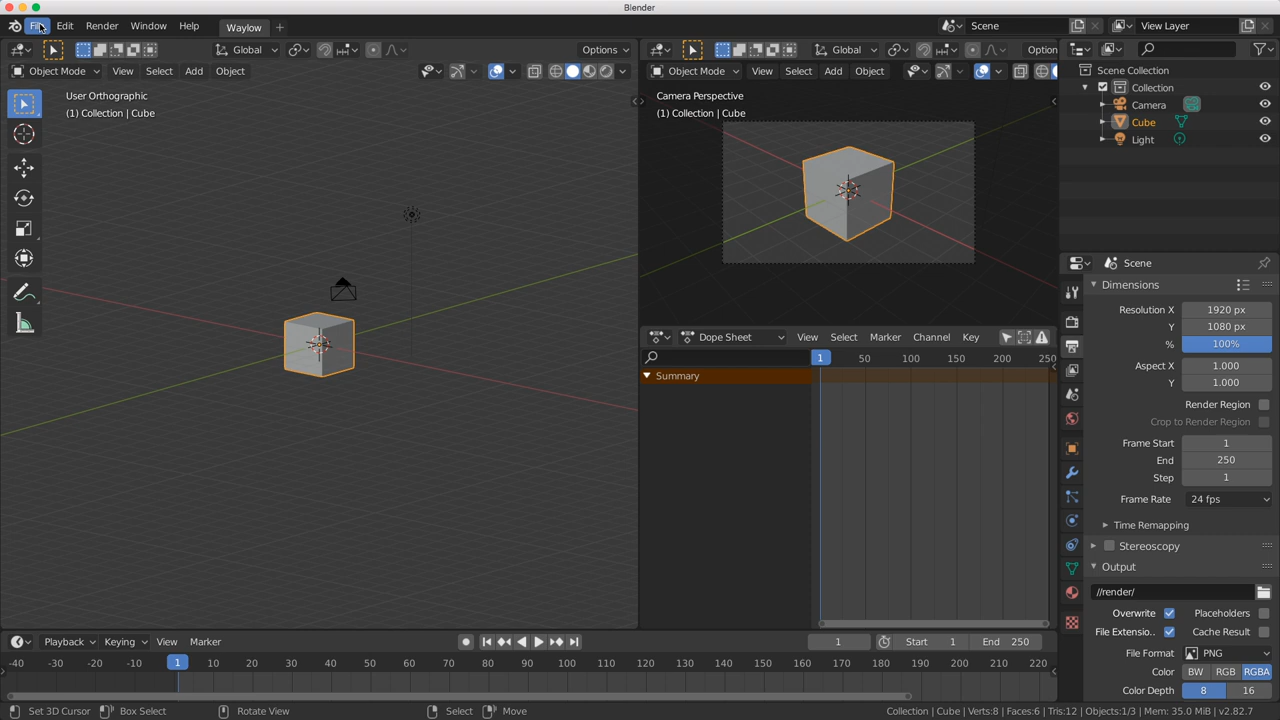 Blender
File Edit Render Window Help Waylow Scene View Layer
Global Options Global Option
Object Mode View Select Add Object Object Mode View Select Add Object
User Orthographic
(1) Collection | Cube
Camera Perspective
(1) Collection | Cube
Scene Collection
Collection
Camera
Cube
Light
Dope Sheet View Select Marker Channel Key
1 50 100 150 200 250
Summary
Scene
Dimensions
Resolution X 1920 px
Y 1080 px
% 100%
Aspect X 1.000
Y 1.000
Render Region
Crop to Render Region
Frame Start 1
End 250
Step 1
Frame Rate 24 fps
Time Remapping
Stereoscopy
Output
//render/
Overwrite Placeholders
File Extensio.. Cache Result
File Format PNG
Color BW RGB RGBA
Color Depth 8 16
Playback Keying View Marker 1 Start 1 End 250
-40 -30 -20 -10 1 10 20 30 40 50 60 70 80 90 100 110 120 130 140 150 160 170 180 190 200 210 220
Set 3D Cursor Box Select Rotate View Select Move Collection | Cube | Verts:8 | Faces:6 | Tris:12 | Objects:1/3 | Mem: 35.0 MiB | v2.82.7